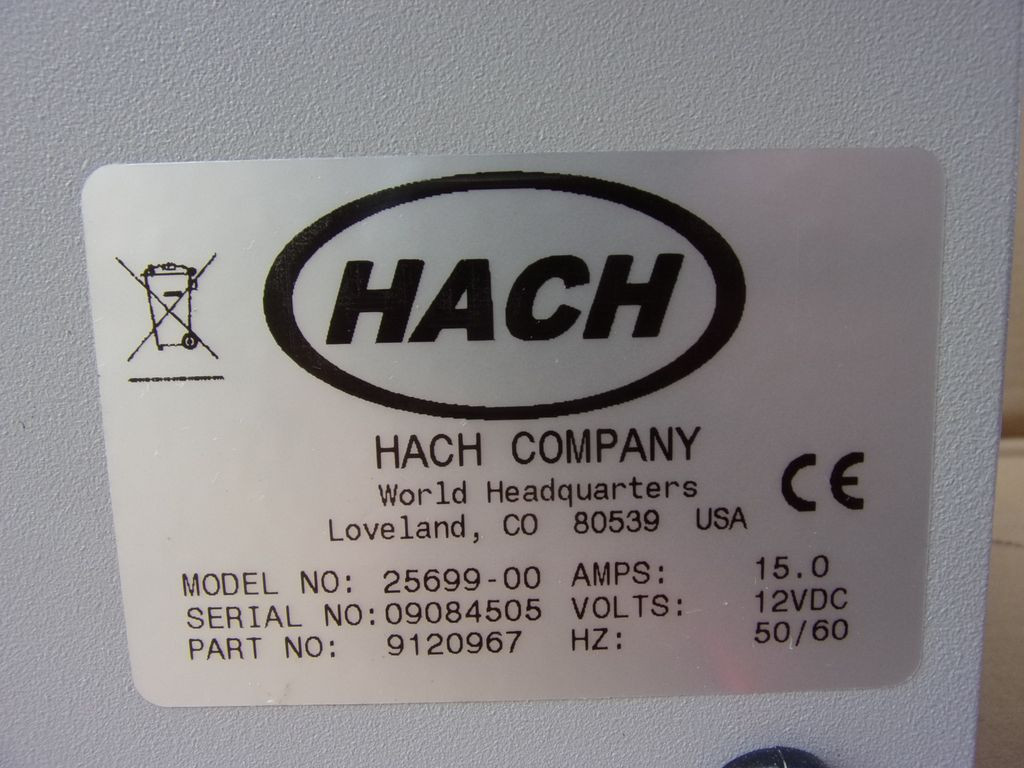 HACH
HACH COMPANY
World Headquarters
Loveland, CO 80539 USA
CE
MODEL NO: 25699-00 AMPS: 15.0
SERIAL NO:09084505 VOLTS: 12VDC
PART NO: 9120967 HZ: 50/60